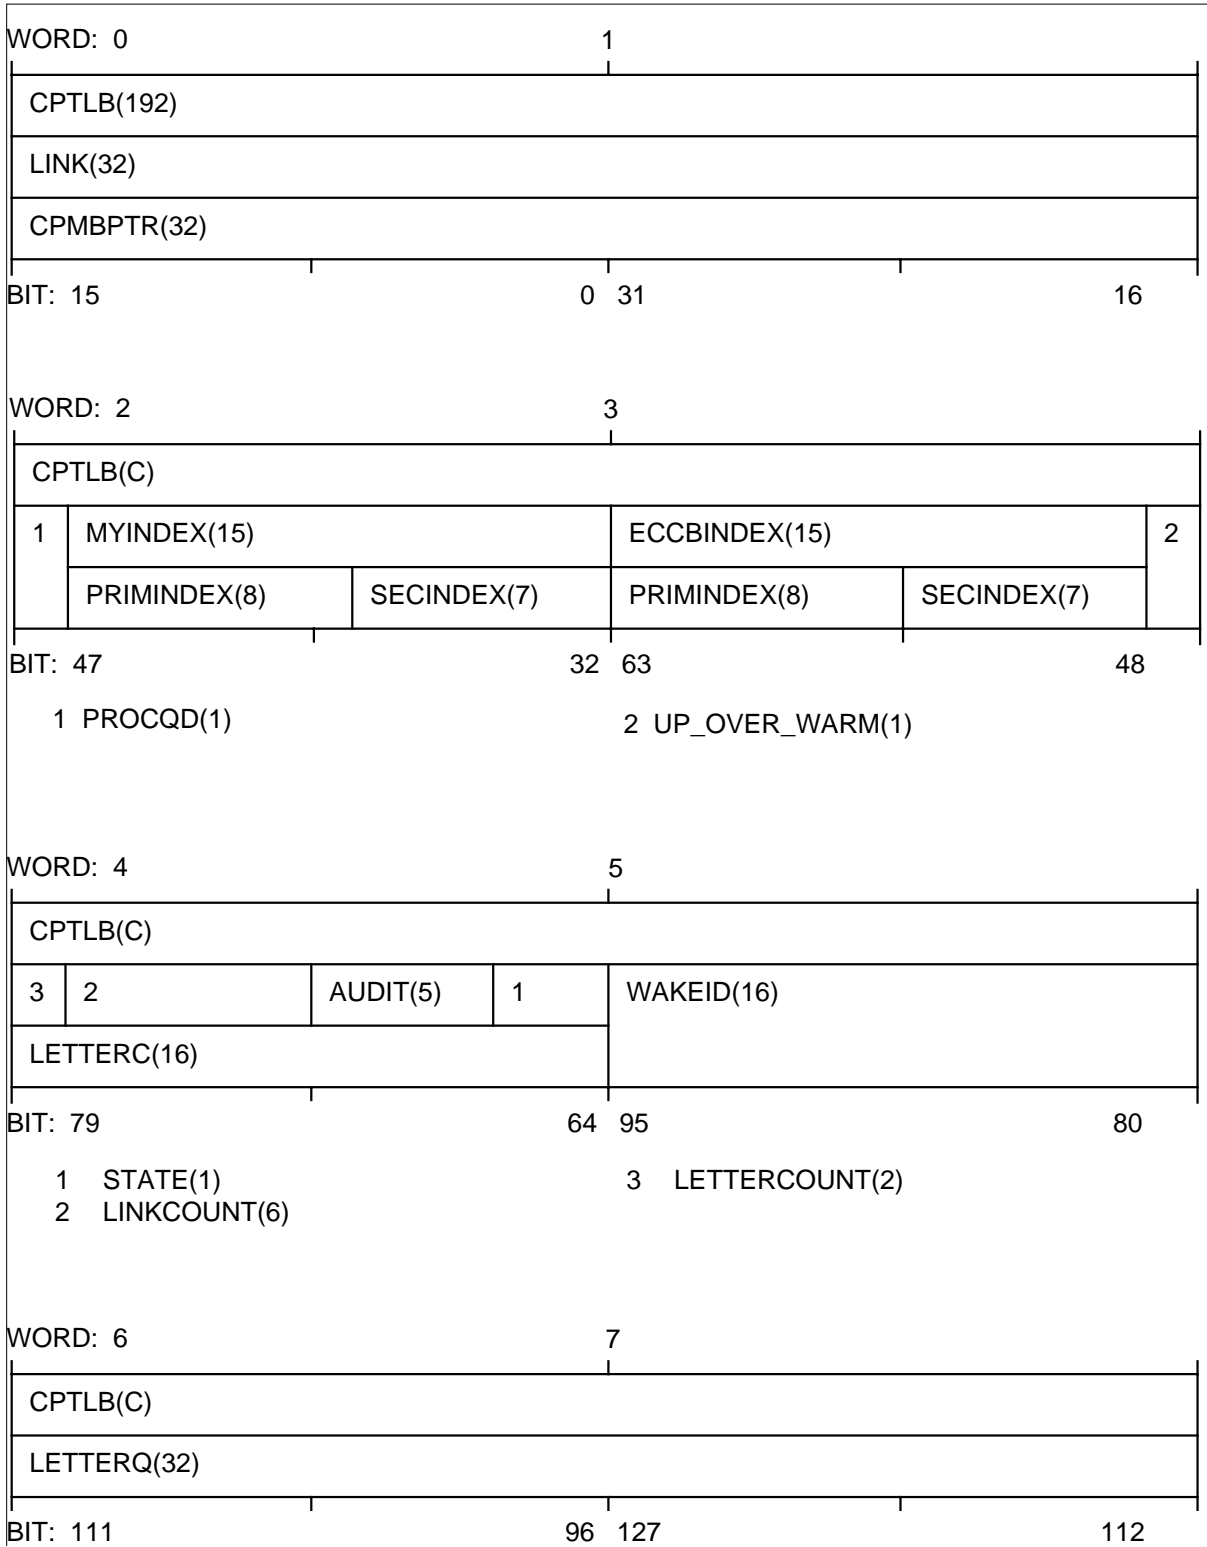 WORD: 0 1
CPTLB(192)
LINK(32)
CPMBPTR(32)
BIT: 15 0 31 16
WORD: 2 3
CPTLB(C)
1 MYINDEX(15) ECCBINDEX(15) 2
PRIMINDEX(8) SECINDEX(7) PRIMINDEX(8) SECINDEX(7)
BIT: 47 32 63 48
1 PROCQD(1) 2 UP_OVER_WARM(1)
WORD: 4 5
CPTLB(C)
3 2 AUDIT(5) 1 WAKEID(16)
LETTERC(16)
BIT: 79 64 95 80
1 STATE(1) 3 LETTERCOUNT(2)
2 LINKCOUNT(6)
WORD: 6 7
CPTLB(C)
LETTERQ(32)
BIT: 111 96 127 112